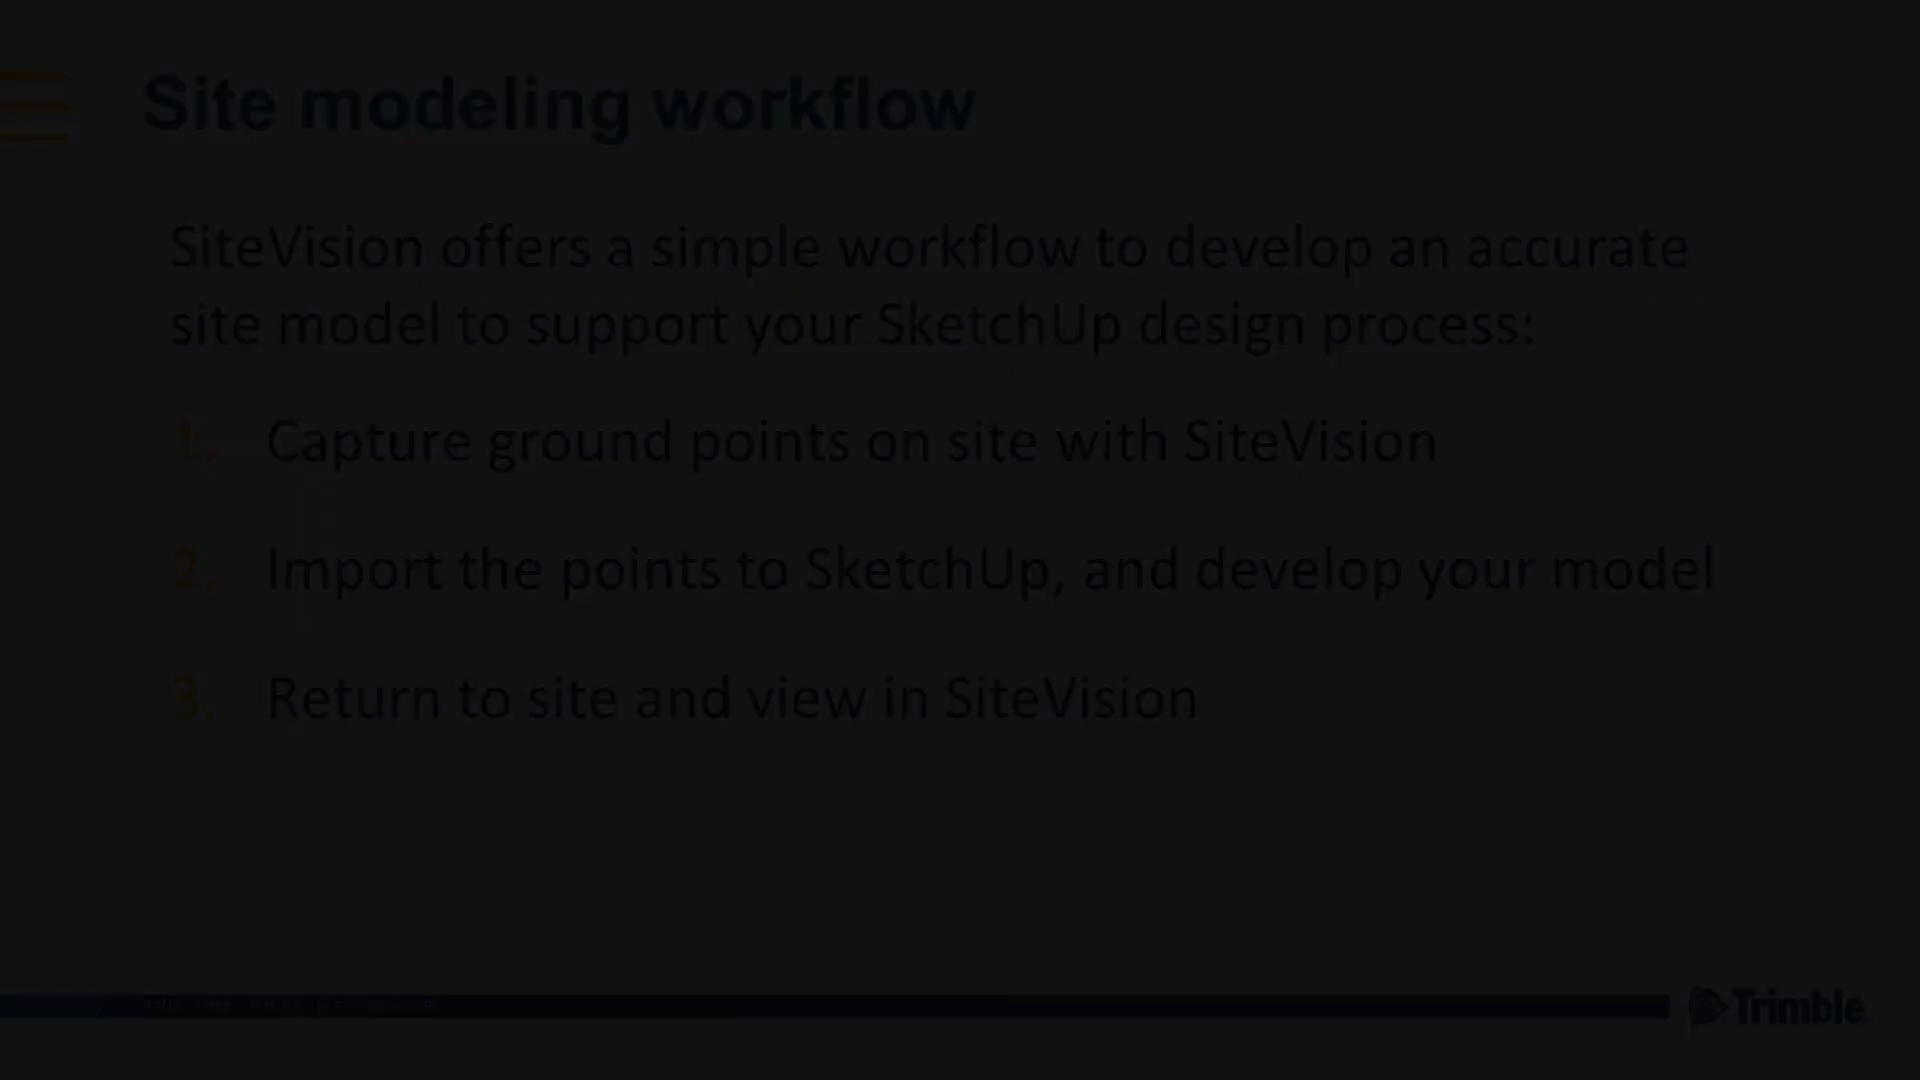 Site modeling workflow
SiteVision offers a simple workflow to develop an accurate
site model to support your SketchUp design process:
1. Capture ground points on site with SiteVision
2. Import the points to SketchUp, and develop your model
3. Return to site and view in SiteVision
Trimble